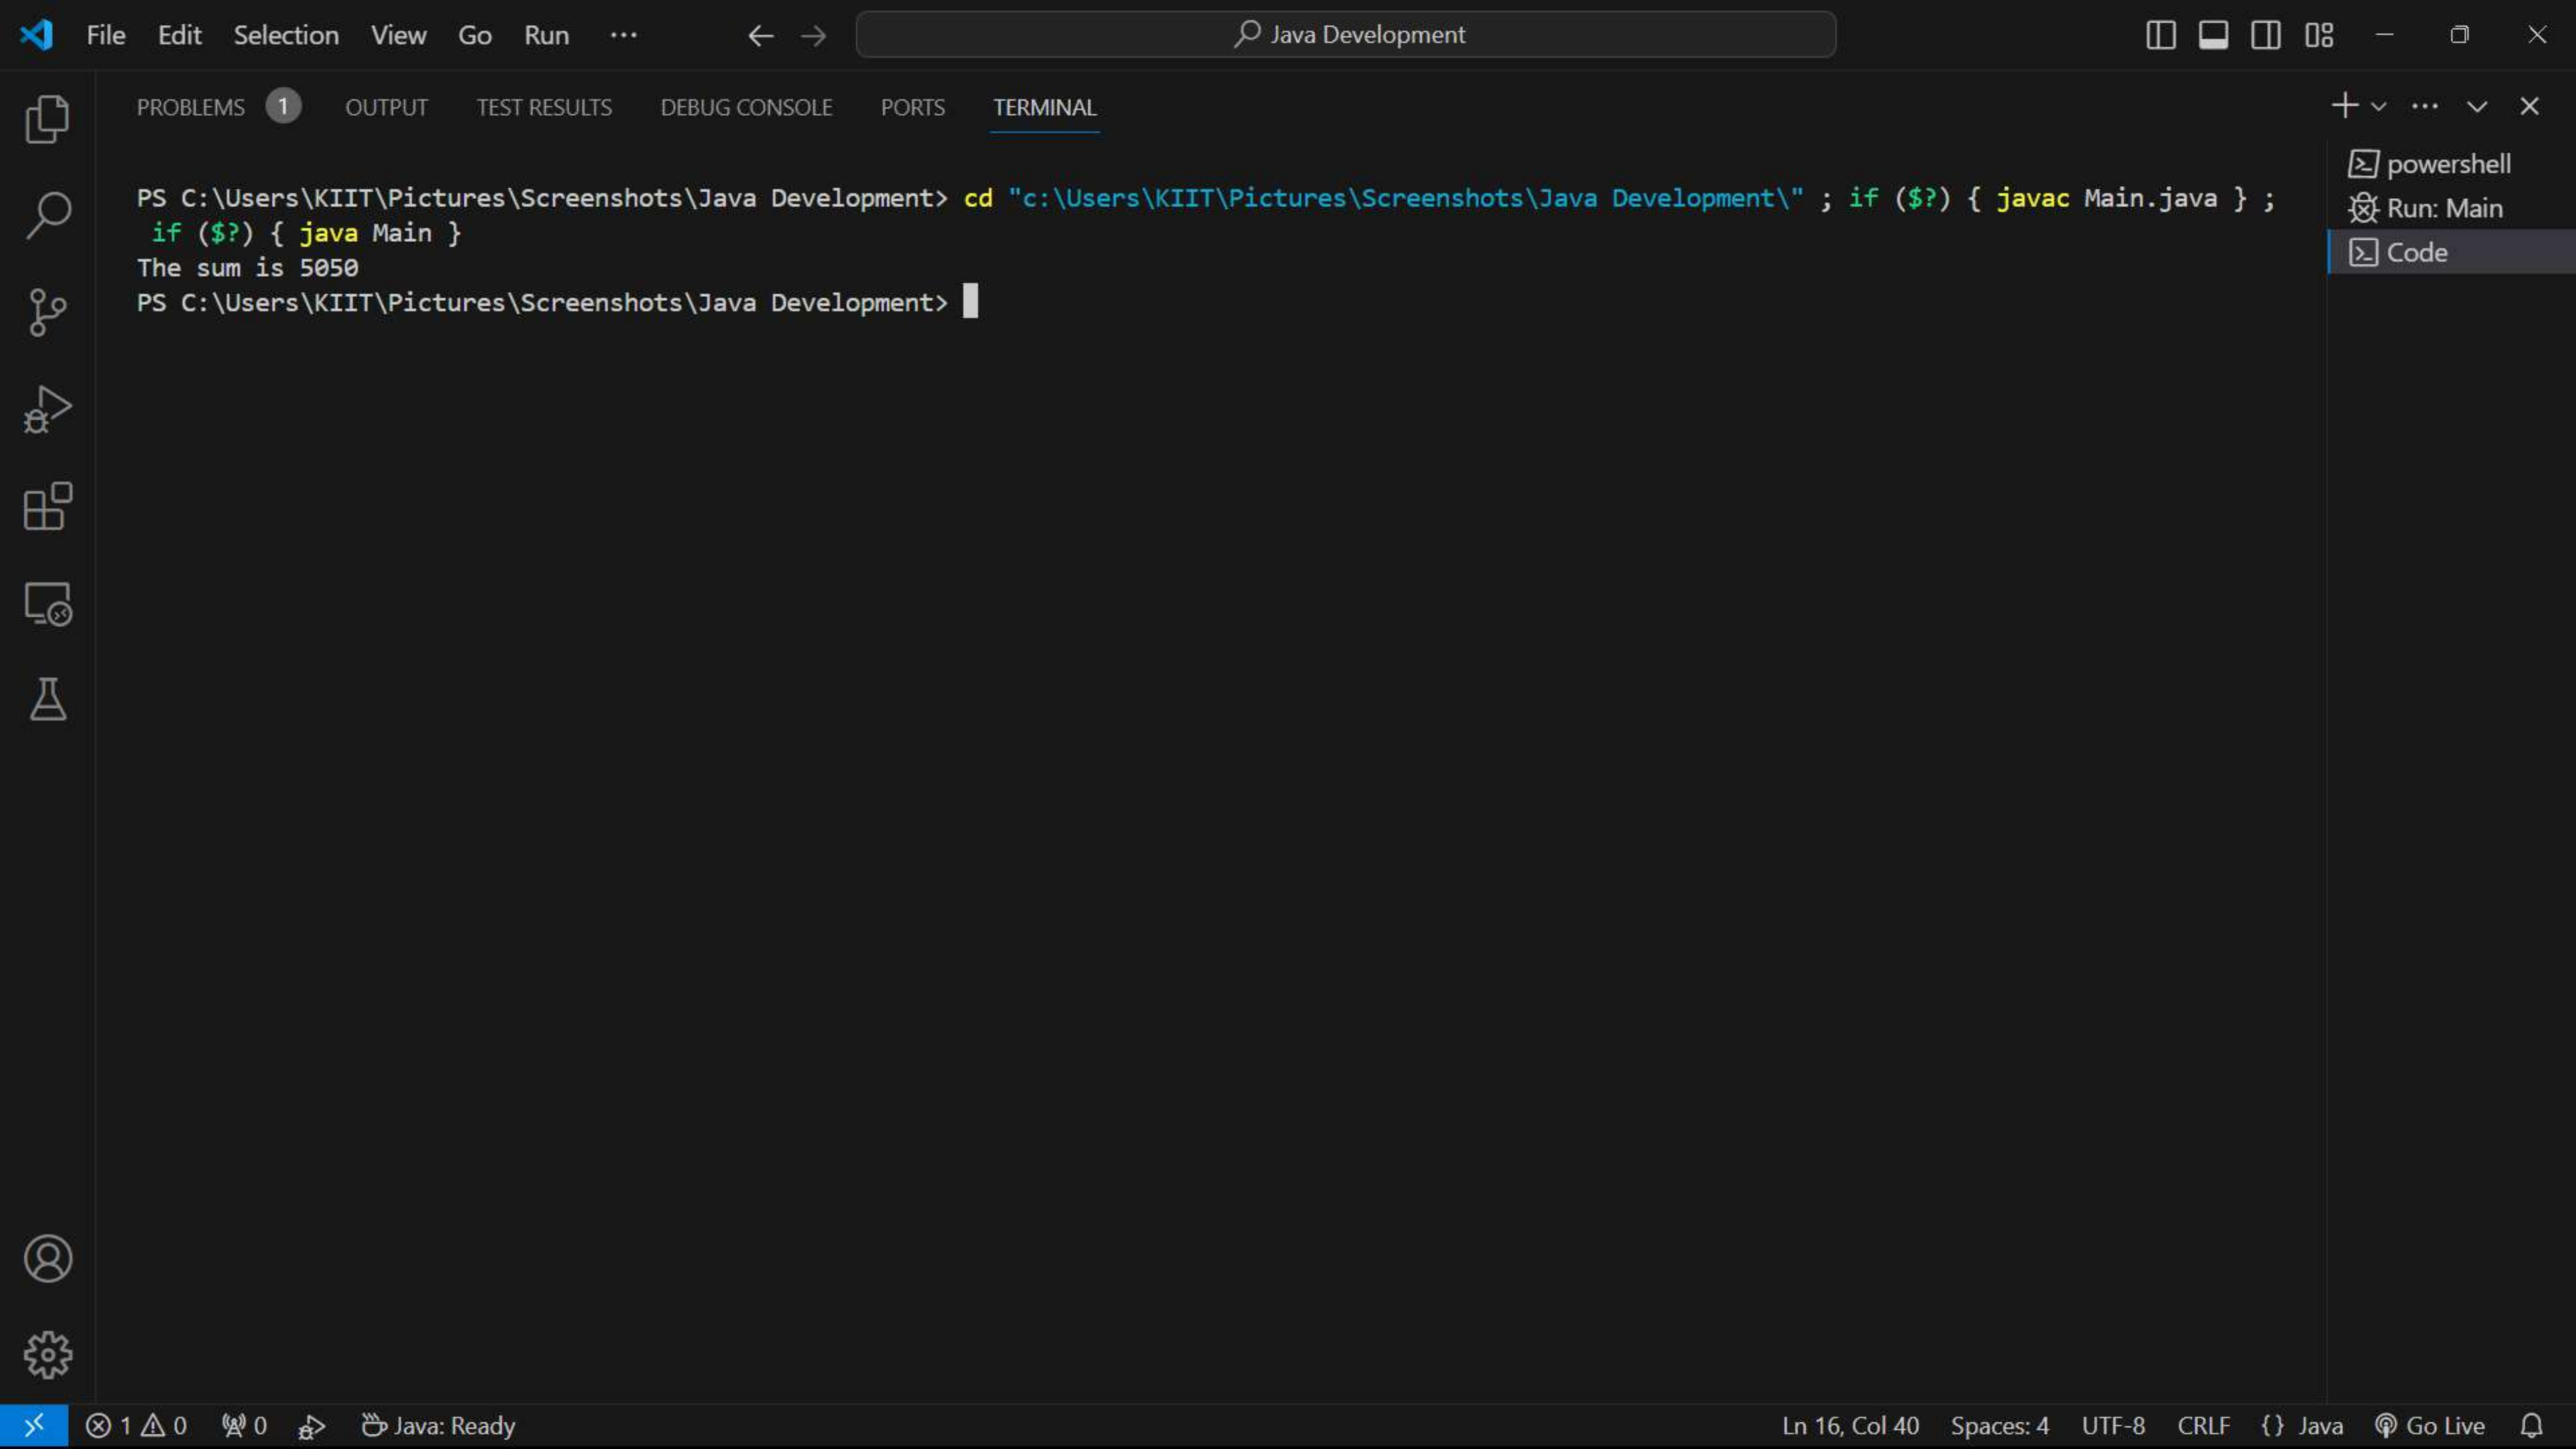 File Edit Selection View Go Run ··· Java Development
PROBLEMS 1 OUTPUT TEST RESULTS DEBUG CONSOLE PORTS TERMINAL
powershell
Run: Main
Code
PS C:\Users\KIIT\Pictures\Screenshots\Java Development> cd "c:\Users\KIIT\Pictures\Screenshots\Java Development\" ; if ($?) { javac Main.java } ;
if ($?) { java Main }
The sum is 5050
PS C:\Users\KIIT\Pictures\Screenshots\Java Development>
1 0 0 Java: Ready Ln 16, Col 40 Spaces: 4 UTF-8 CRLF {} Java Go Live